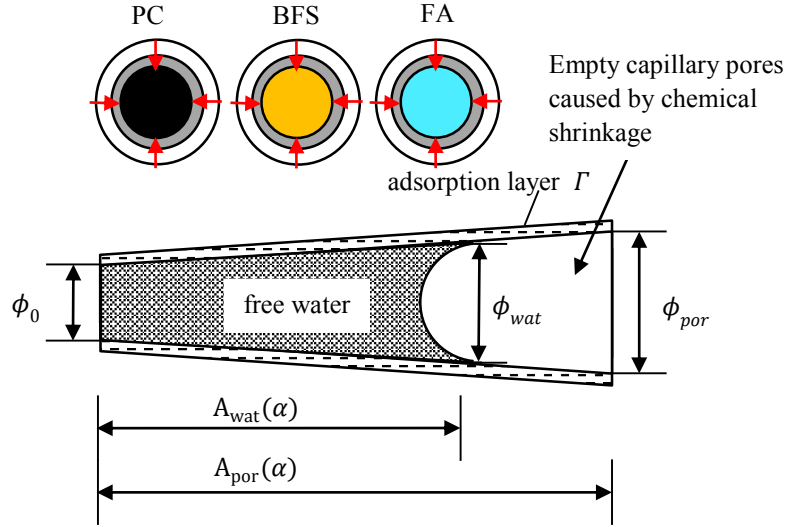 PC
BFS
FA
Empty capillary pores
caused by chemical
shrinkage
adsorption layer Γ
ϕ0
free water
ϕwat
ϕpor
Awat(α)
Apor(α)